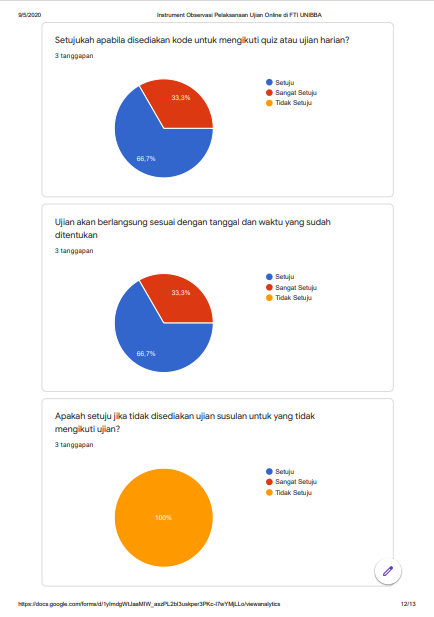 9/5/2020 Instrument Observasi Pelaksanaan Ujian Online di FTI UNIBBA
Setujukah apabila disediakan kode untuk mengikuti quiz atau ujian harian?
3 tanggapan
Setuju
Sangat Setuju
Tidak Setuju
33,3%
66,7%
Ujian akan berlangsung sesuai dengan tanggal dan waktu yang sudah
ditentukan
3 tanggapan
Setuju
Sangat Setuju
Tidak Setuju
33,3%
66,7%
Apakah setuju jika tidak disediakan ujian susulan untuk yang tidak
mengikuti ujian?
3 tanggapan
Setuju
Sangat Setuju
Tidak Setuju
100%
12/13